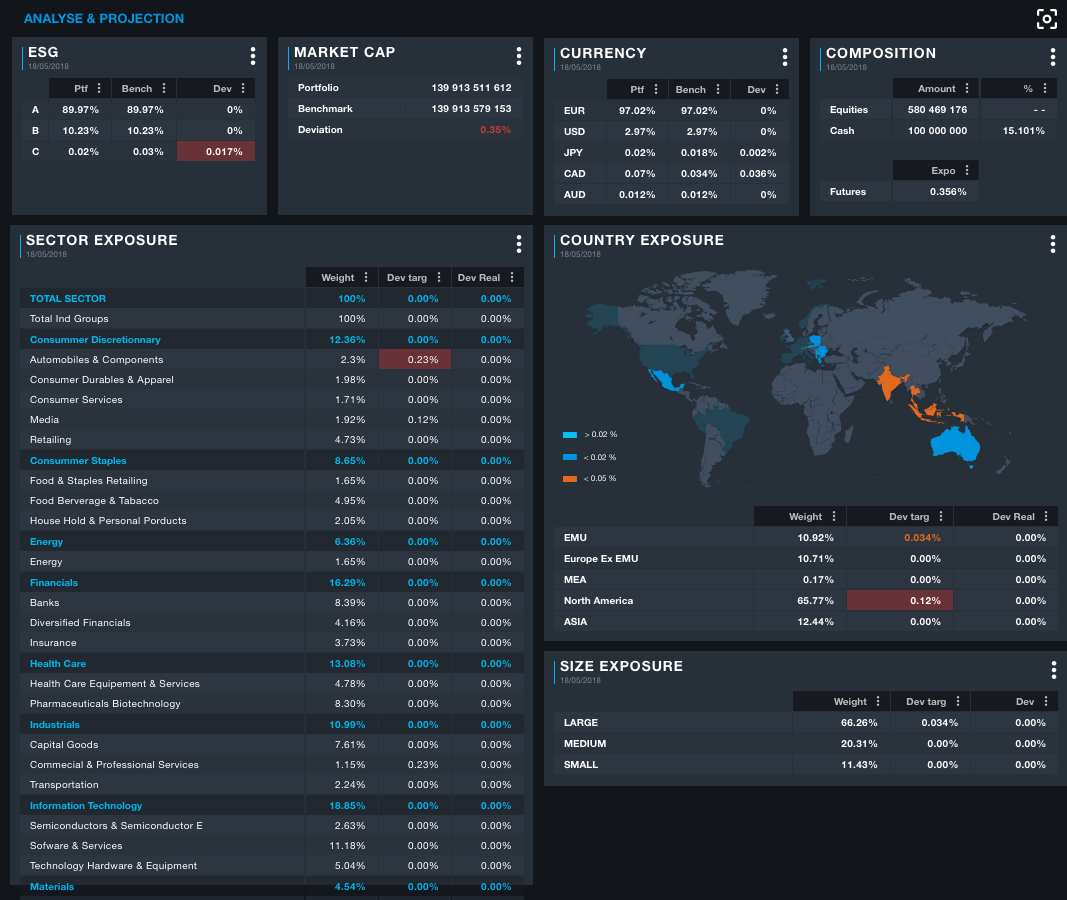 ANALYSE & PROJECTION
ESG
18/05/2018
Ptf Bench Dev
A 89.97% 89.97% 0%
B 10.23% 10.23% 0%
C 0.02% 0.03% 0.017%
MARKET CAP
18/05/2018
Portfolio 139 913 511 612
Benchmark 139 913 579 153
Deviation 0.35%
CURRENCY
18/05/2018
Ptf Bench Dev
EUR 97.02% 97.02% 0%
USD 2.97% 2.97% 0%
JPY 0.02% 0.018% 0.002%
CAD 0.07% 0.034% 0.036%
AUD 0.012% 0.012% 0%
COMPOSITION
18/05/2018
Amount %
Equities 580 469 176 - -
Cash 100 000 000 15.101%
Expo
Futures 0.356%
SECTOR EXPOSURE
18/05/2018
Weight Dev targ Dev Real
TOTAL SECTOR 100% 0.00% 0.00%
Total Ind Groups 100% 0.00% 0.00%
Consummer Discretionnary 12.36% 0.00% 0.00%
Automobiles & Components 2.3% 0.23% 0.00%
Consumer Durables & Apparel 1.98% 0.00% 0.00%
Consumer Services 1.71% 0.00% 0.00%
Media 1.92% 0.12% 0.00%
Retailing 4.73% 0.00% 0.00%
Consummer Staples 8.65% 0.00% 0.00%
Food & Staples Retailing 1.65% 0.00% 0.00%
Food Berverage & Tabacco 4.95% 0.00% 0.00%
House Hold & Personal Porducts 2.05% 0.00% 0.00%
Energy 6.36% 0.00% 0.00%
Energy 1.65% 0.00% 0.00%
Financials 16.29% 0.00% 0.00%
Banks 8.39% 0.00% 0.00%
Diversified Financials 4.16% 0.00% 0.00%
Insurance 3.73% 0.00% 0.00%
Health Care 13.08% 0.00% 0.00%
Health Care Equipement & Services 4.78% 0.00% 0.00%
Pharmaceuticals Biotechnology 8.30% 0.00% 0.00%
Industrials 10.99% 0.00% 0.00%
Capital Goods 7.61% 0.00% 0.00%
Commecial & Professional Services 1.15% 0.23% 0.00%
Transportation 2.24% 0.00% 0.00%
Information Technology 18.85% 0.00% 0.00%
Semiconductors & Semiconductor E 2.63% 0.00% 0.00%
Sofware & Services 11.18% 0.00% 0.00%
Technology Hardware & Equipment 5.04% 0.00% 0.00%
Materials 4.54% 0.00% 0.00%
COUNTRY EXPOSURE
18/05/2018
> 0.02 %
< 0.02 %
< 0.05 %
Weight Dev targ Dev Real
EMU 10.92% 0.034% 0.00%
Europe Ex EMU 10.71% 0.00% 0.00%
MEA 0.17% 0.00% 0.00%
North America 65.77% 0.12% 0.00%
ASIA 12.44% 0.00% 0.00%
SIZE EXPOSURE
18/05/2018
Weight Dev targ Dev
LARGE 66.26% 0.034% 0.00%
MEDIUM 20.31% 0.00% 0.00%
SMALL 11.43% 0.00% 0.00%